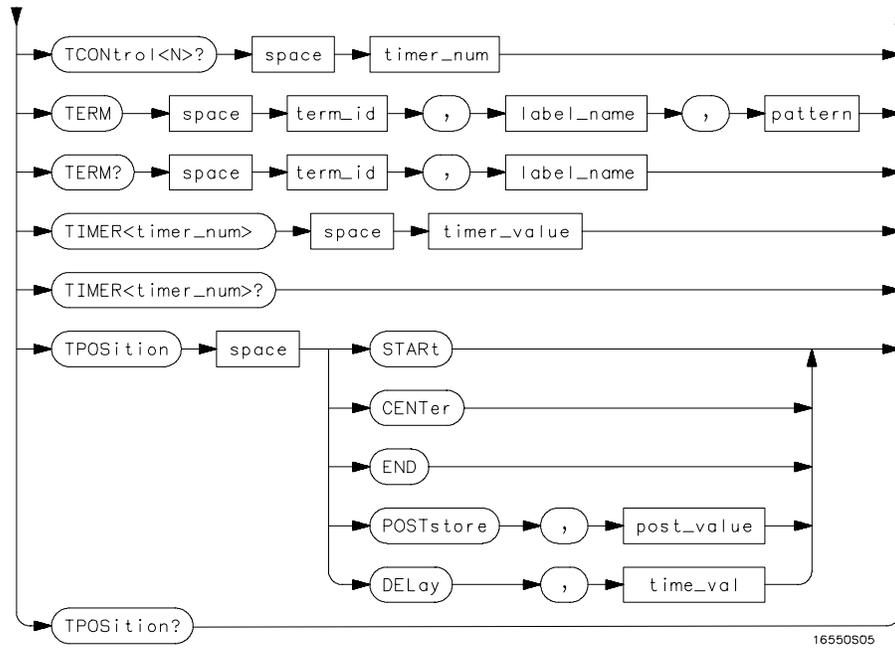 TCONtrol<N>? space timer_num
TERM space term_id , label_name , pattern
TERM? space term_id , label_name
TIMER<timer_num> space timer_value
TIMER<timer_num>?
TPOSition space STARt
CENTer
END
POSTstore , post_value
DELay , time_val
TPOSition?
16550S05